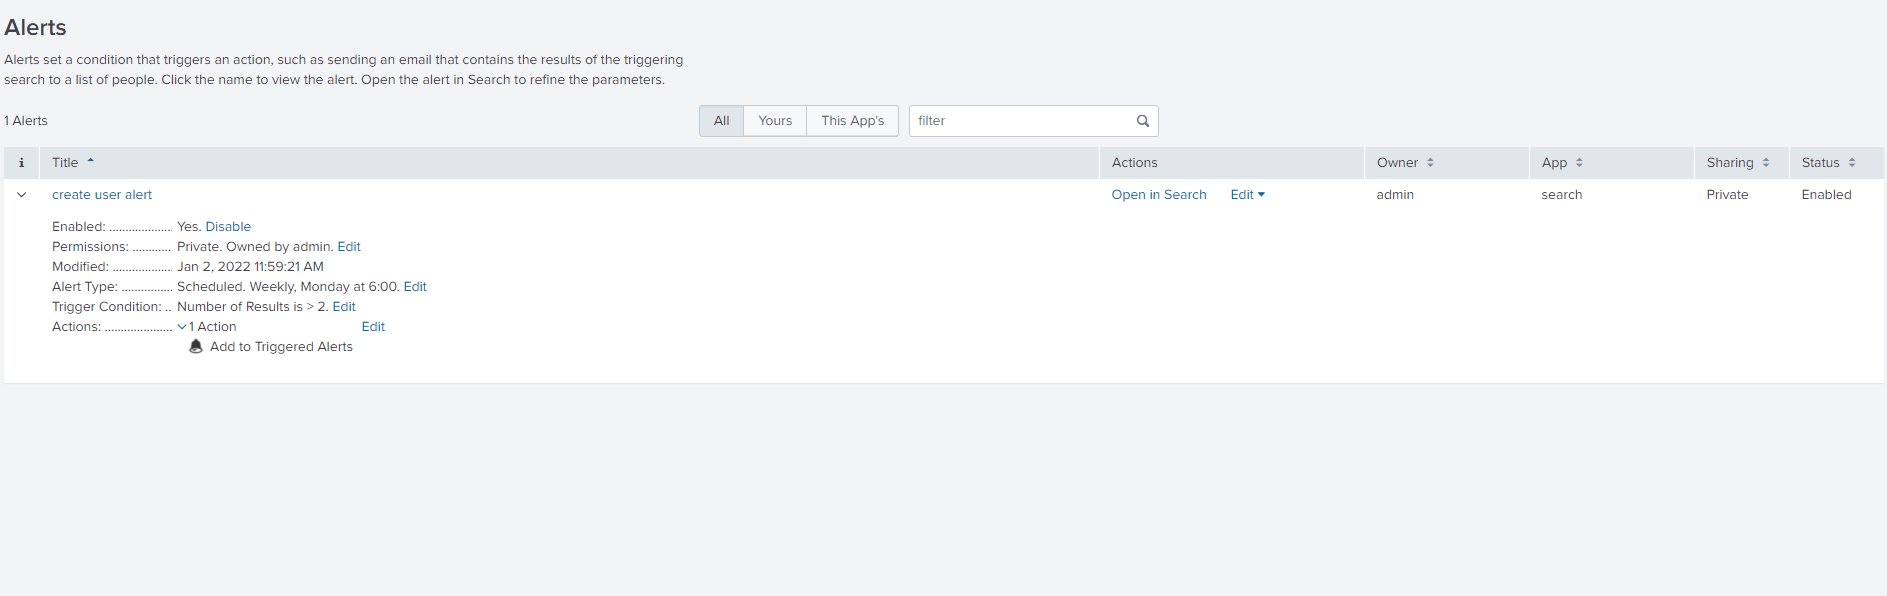 Alerts
Alerts set a condition that triggers an action, such as sending an email that contains the results of the triggering
search to a list of people. Click the name to view the alert. Open the alert in Search to refine the parameters.
1 Alerts All Yours This App's filter
i Title Actions Owner App Sharing Status
create user alert Open in Search Edit admin search Private Enabled
Enabled: .................... Yes. Disable
Permissions: ............ Private. Owned by admin. Edit
Modified: .................. Jan 2, 2022 11:59:21 AM
Alert Type: ................ Scheduled. Weekly, Monday at 6:00. Edit
Trigger Condition: .. Number of Results is > 2. Edit
Actions: ..................... 1 Action Edit
Add to Triggered Alerts